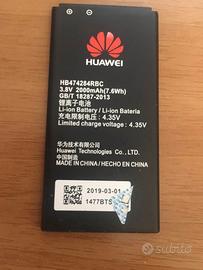 HUAWEI
HB474284RBC
3.8V 2000mAh(7.6Wh)
GB/T 18287-2013
锂离子电池
Li-ion Battery / Li-ion Batería
充电限制电压 4.35V
Limited charge voltage: 4.35V
华为技术有限公司
Huawei Technologies Co., Ltd.
中国制造
MADE IN CHINA / HECHO EN CHINA
2019-03-01
1477BTS
subito